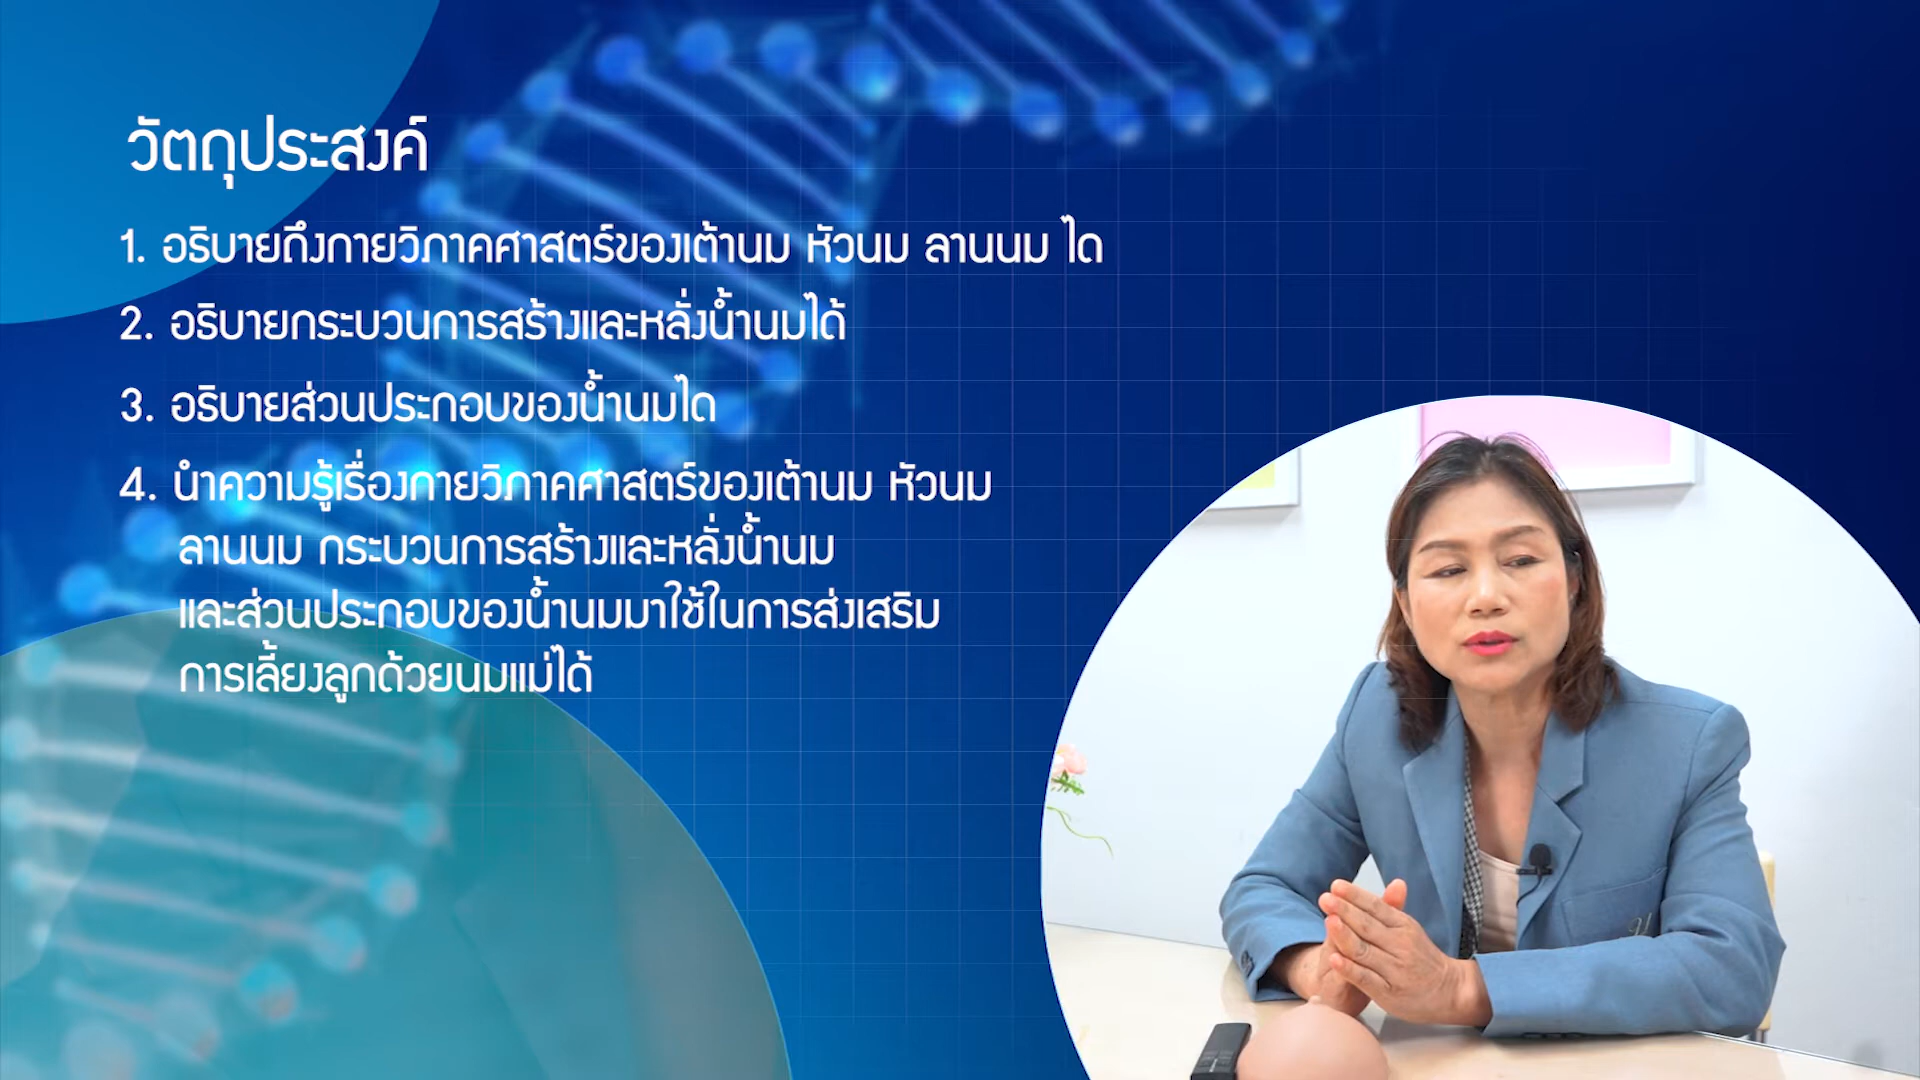 วัตถุประสงค์
1. อธิบายถึงกายวิภาคศาสตร์ของเต้านม หัวนม ลานนม ได
2. อธิบายกระบวนการสร้างและหลั่งน้ำนมได้
3. อธิบายส่วนประกอบของน้ำนมได
4. นำความรู้เรื่องกายวิภาคศาสตร์ของเต้านม หัวนม
ลานนม กระบวนการสร้างและหลั่งน้ำนม
และส่วนประกอบของน้ำนมมาใช้ในการส่งเสริม
การเลี้ยงลูกด้วยนมแม่ได้